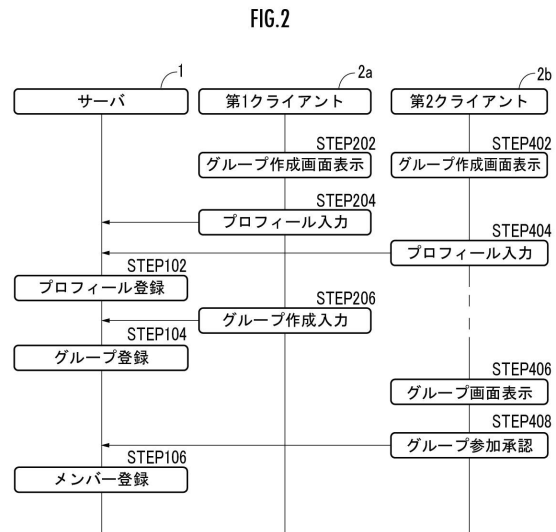 FIG.2
1
2a
2b
サーバ
第1クライアント
第2クライアント
STEP202
STEP402
グループ作成画面表示
グループ作成画面表示
STEP204
プロフィール入力
STEP404
プロフィール入力
STEP102
プロフィール登録
STEP206
グループ作成入力
STEP104
グループ登録
STEP406
グループ画面表示
STEP408
グループ参加承認
STEP106
メンバー登録